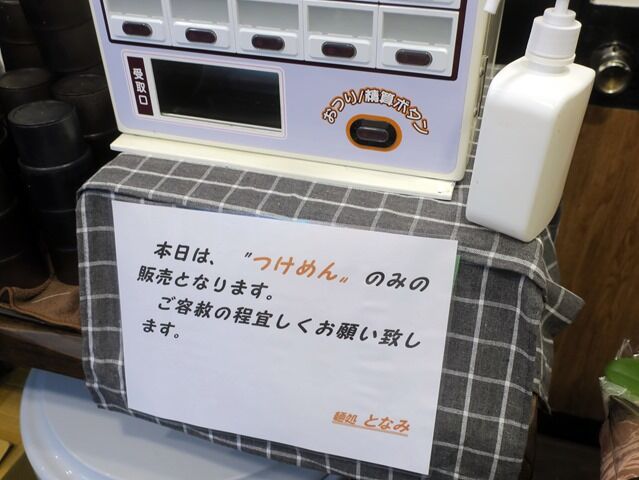 受取口
おつり/精算ボタン
本日は、〝つけめん〟のみの
販売となります。
ご容赦の程宜しくお願い致し
ます。
麺処 となみ